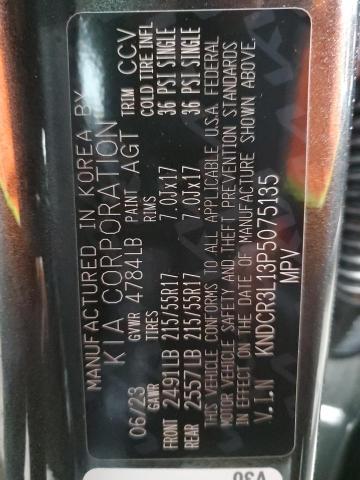 MANUFACTURED IN KOREA BY
KIA CORPORATION
06/23 GVWR 4784LB PAINT AGT TRIM CCV
GAWR TIRES RIMS COLD TIRE INFL
FRONT 2491LB 215/55R17 7.0JX17 36 PSI SINGLE
REAR 2557LB 215/55R17 7.0JX17 36 PSI SINGLE
THIS VEHICLE CONFORMS TO ALL APPLICABLE U.S.A. FEDERAL
MOTOR VEHICLE SAFETY AND THEFT PREVENTION STANDARDS
IN EFFECT ON THE DATE OF MANUFACTURE SHOWN ABOVE.
V.I.N KNDCR3L13P5075135
MPV
V30